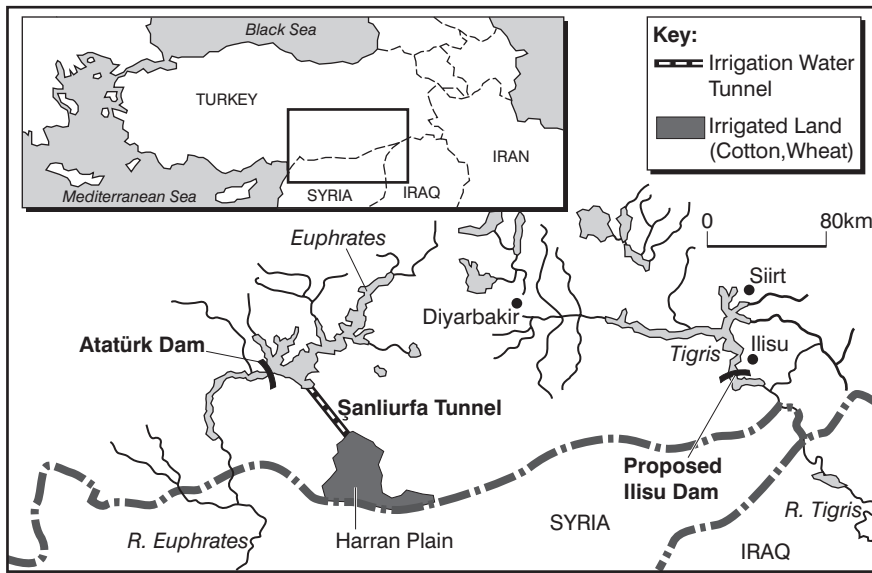 Black Sea
TURKEY
IRAN
Mediterranean Sea
SYRIA
IRAQ
Key:
Irrigation Water
Tunnel
Irrigated Land
(Cotton,Wheat)
0 80km
Euphrates
Siirt
Diyarbakir
Atatürk Dam
Tigris
Ilisu
Şanliurfa Tunnel
Proposed
Ilisu Dam
SYRIA
R. Euphrates
Harran Plain
R. Tigris
IRAQ